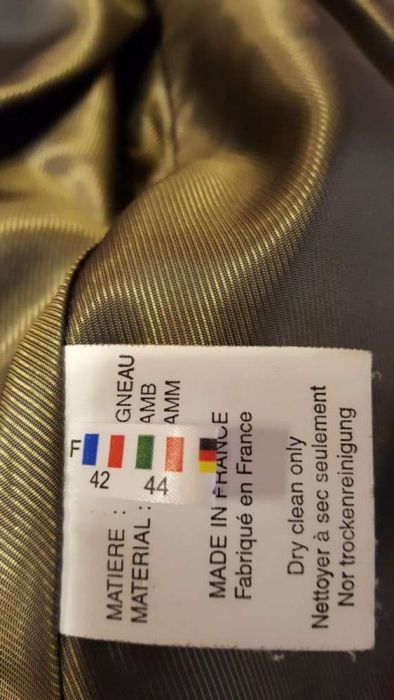 MATIERE : GNEAU
MATERIAL : AMB
AMM
MADE IN FRANCE
Fabriqué en France
Dry clean only
Nettoyer à sec seulement
Nor trockenreinigung
F
42 44